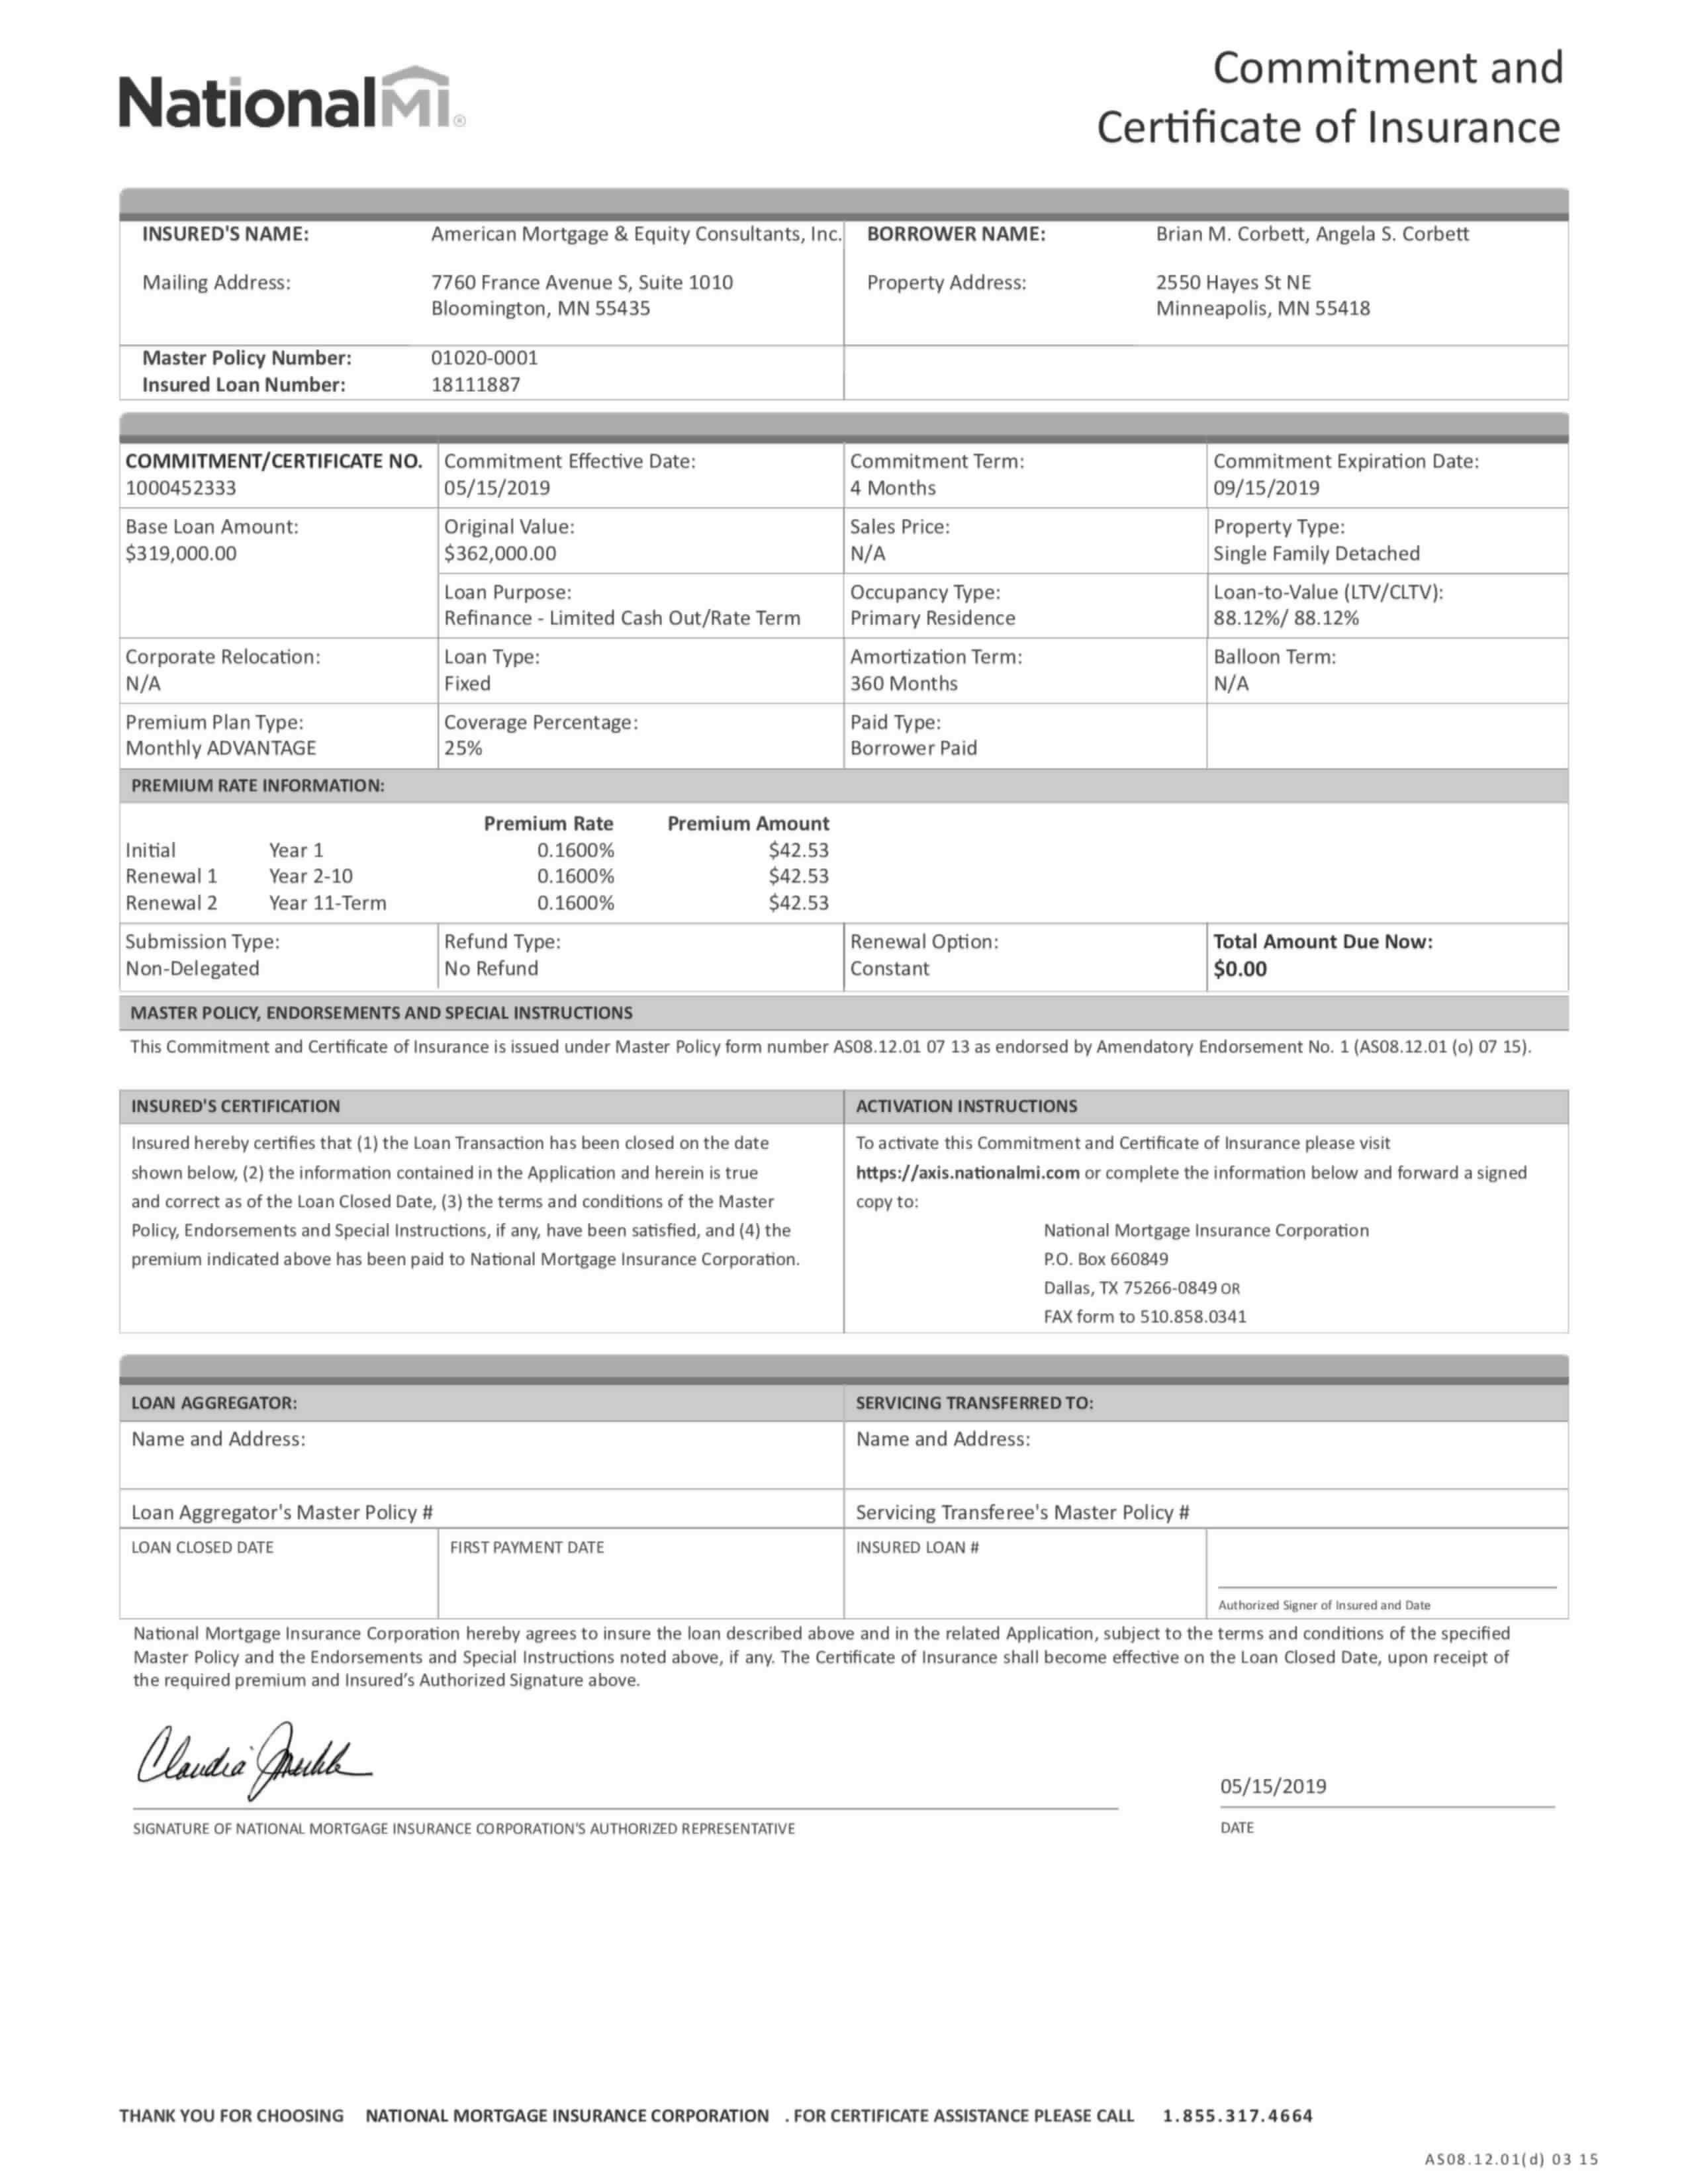 NationalMI®
Commitment and
Certificate of Insurance
INSURED'S NAME: American Mortgage & Equity Consultants, Inc. BORROWER NAME: Brian M. Corbett, Angela S. Corbett
Mailing Address: 7760 France Avenue S, Suite 1010 Property Address: 2550 Hayes St NE
Bloomington, MN 55435 Minneapolis, MN 55418
Master Policy Number: 01020-0001
Insured Loan Number: 18111887
COMMITMENT/CERTIFICATE NO. Commitment Effective Date: Commitment Term: Commitment Expiration Date:
1000452333 05/15/2019 4 Months 09/15/2019
Base Loan Amount: Original Value: Sales Price: Property Type:
$319,000.00 $362,000.00 N/A Single Family Detached
Loan Purpose: Occupancy Type: Loan-to-Value (LTV/CLTV):
Refinance - Limited Cash Out/Rate Term Primary Residence 88.12%/ 88.12%
Corporate Relocation: Loan Type: Amortization Term: Balloon Term:
N/A Fixed 360 Months N/A
Premium Plan Type: Coverage Percentage: Paid Type:
Monthly ADVANTAGE 25% Borrower Paid
PREMIUM RATE INFORMATION:
Premium Rate Premium Amount
Initial Year 1 0.1600% $42.53
Renewal 1 Year 2-10 0.1600% $42.53
Renewal 2 Year 11-Term 0.1600% $42.53
Submission Type: Refund Type: Renewal Option: Total Amount Due Now:
Non-Delegated No Refund Constant $0.00
MASTER POLICY, ENDORSEMENTS AND SPECIAL INSTRUCTIONS
This Commitment and Certificate of Insurance is issued under Master Policy form number AS08.12.01 07 13 as endorsed by Amendatory Endorsement No. 1 (AS08.12.01 (o) 07 15).
INSURED'S CERTIFICATION
Insured hereby certifies that (1) the Loan Transaction has been closed on the date
shown below, (2) the information contained in the Application and herein is true
and correct as of the Loan Closed Date, (3) the terms and conditions of the Master
Policy, Endorsements and Special Instructions, if any, have been satisfied, and (4) the
premium indicated above has been paid to National Mortgage Insurance Corporation.
ACTIVATION INSTRUCTIONS
To activate this Commitment and Certificate of Insurance please visit
https://axis.nationalmi.com or complete the information below and forward a signed
copy to:
National Mortgage Insurance Corporation
P.O. Box 660849
Dallas, TX 75266-0849 OR
FAX form to 510.858.0341
LOAN AGGREGATOR: SERVICING TRANSFERRED TO:
Name and Address: Name and Address:
Loan Aggregator's Master Policy # Servicing Transferee's Master Policy #
LOAN CLOSED DATE FIRST PAYMENT DATE INSURED LOAN #
Authorized Signer of Insured and Date
National Mortgage Insurance Corporation hereby agrees to insure the loan described above and in the related Application, subject to the terms and conditions of the specified
Master Policy and the Endorsements and Special Instructions noted above, if any. The Certificate of Insurance shall become effective on the Loan Closed Date, upon receipt of
the required premium and Insured's Authorized Signature above.
Claudia
05/15/2019
SIGNATURE OF NATIONAL MORTGAGE INSURANCE CORPORATION'S AUTHORIZED REPRESENTATIVE DATE
THANK YOU FOR CHOOSING NATIONAL MORTGAGE INSURANCE CORPORATION . FOR CERTIFICATE ASSISTANCE PLEASE CALL 1.855.317.4664
AS08.12.01(d) 03 15